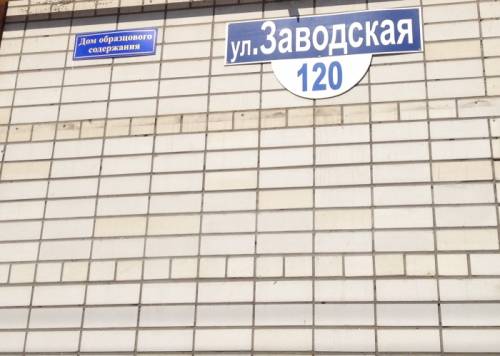 Дом образцового
содержания
ул.Заводская
120